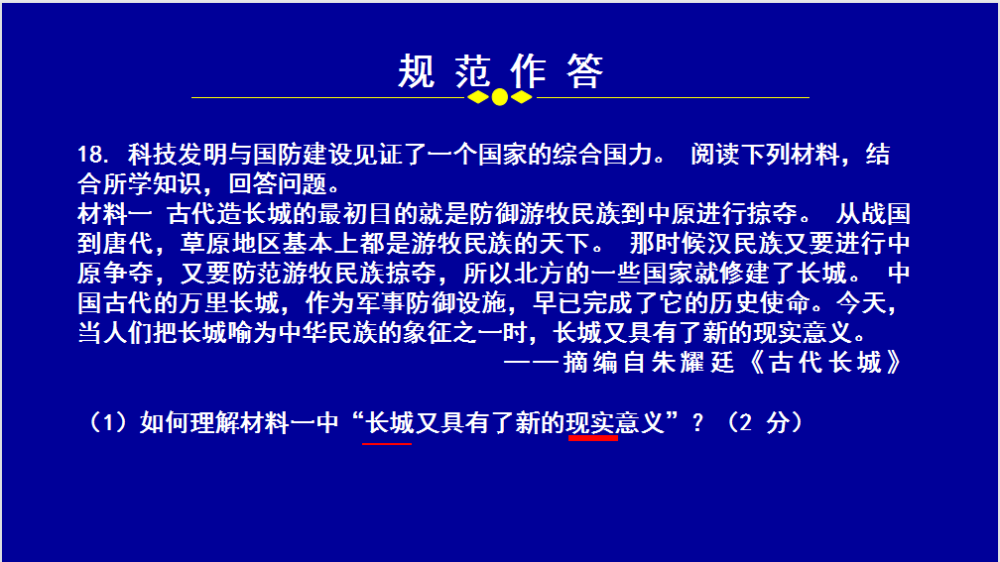 规 范 作 答
18. 科技发明与国防建设见证了一个国家的综合国力。 阅读下列材料，结
合所学知识，回答问题。
材料一 古代造长城的最初目的就是防御游牧民族到中原进行掠夺。 从战国
到唐代，草原地区基本上都是游牧民族的天下。 那时候汉民族又要进行中
原争夺，又要防范游牧民族掠夺，所以北方的一些国家就修建了长城。 中
国古代的万里长城，作为军事防御设施，早已完成了它的历史使命。今天，
当人们把长城喻为中华民族的象征之一时，长城又具有了新的现实意义。
——摘编自朱耀廷《古代长城》
（1）如何理解材料一中“长城又具有了新的现实意义”？（2 分）